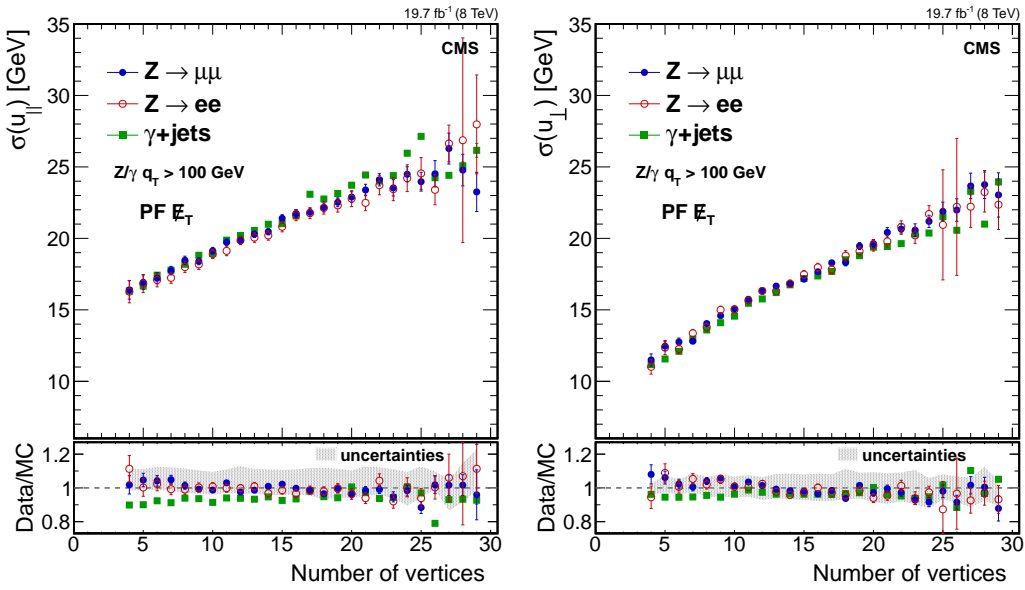 19.7 fb⁻¹ (8 TeV)
CMS
σ(u∥) [GeV]
35
30
25
20
15
10
Z → μμ
Z → ee
γ+jets
Z/γ q_T > 100 GeV
PF E̸_T
Data/MC
1.2
1
0.8
uncertainties
0 5 10 15 20 25 30
Number of vertices
19.7 fb⁻¹ (8 TeV)
CMS
σ(u⊥) [GeV]
35
30
25
20
15
10
Z → μμ
Z → ee
γ+jets
Z/γ q_T > 100 GeV
PF E̸_T
Data/MC
1.2
1
0.8
uncertainties
0 5 10 15 20 25 30
Number of vertices